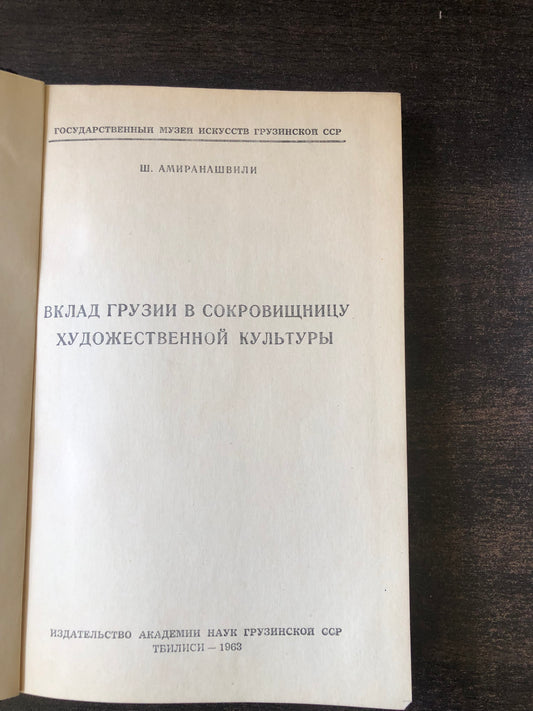 ГОСУДАРСТВЕННЫЙ МУЗЕЙ ИСКУССТВ ГРУЗИНСКОЙ ССР
Ш. АМИРАНАШВИЛИ
ВКЛАД ГРУЗИИ В СОКРОВИЩНИЦУ
ХУДОЖЕСТВЕННОЙ КУЛЬТУРЫ
ИЗДАТЕЛЬСТВО АКАДЕМИИ НАУК ГРУЗИНСКОЙ ССР
ТБИЛИСИ — 1963